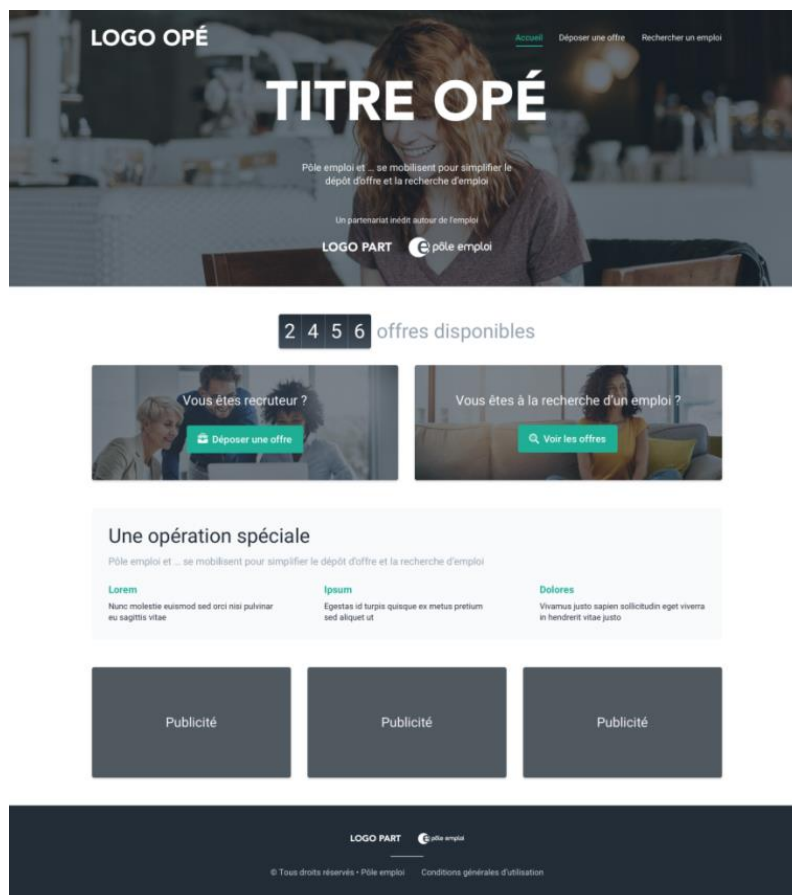 LOGO OPÉ
Accueil Déposer une offre Rechercher un emploi
TITRE OPÉ
Pôle emploi et ... se mobilisent pour simplifier le
dépôt d'offre et la recherche d'emploi
Un partenariat inédit autour de l'emploi
LOGO PART pôle emploi
2 4 5 6 offres disponibles
Vous êtes recruteur ?
Déposer une offre
Vous êtes à la recherche d'un emploi ?
Voir les offres
Une opération spéciale
Pôle emploi et ... se mobilisent pour simplifier le dépôt d'offre et la recherche d'emploi
Lorem
Nunc molestie euismod sed orci nisi pulvinar
eu sagittis vitae
Ipsum
Egestas id turpis quisque ex metus pretium
sed aliquet ut
Dolores
Vivamus justo sapien sollicitudin eget viverra
in hendrerit vitae justo
Publicité
Publicité
Publicité
LOGO PART pôle emploi
© Tous droits réservés • Pôle emploi Conditions générales d'utilisation